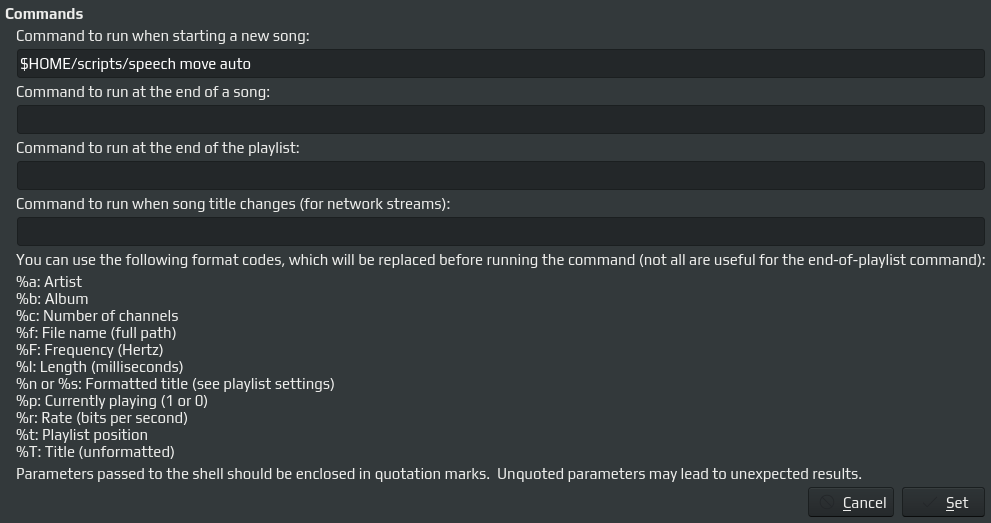 Commands
Command to run when starting a new song:
$HOME/scripts/speech move auto
Command to run at the end of a song:
Command to run at the end of the playlist:
Command to run when song title changes (for network streams):
You can use the following format codes, which will be replaced before running the command (not all are useful for the end-of-playlist command):
%a: Artist
%b: Album
%c: Number of channels
%f: File name (full path)
%F: Frequency (Hertz)
%l: Length (milliseconds)
%n or %s: Formatted title (see playlist settings)
%p: Currently playing (1 or 0)
%r: Rate (bits per second)
%t: Playlist position
%T: Title (unformatted)
Parameters passed to the shell should be enclosed in quotation marks.  Unquoted parameters may lead to unexpected results.
Cancel Set